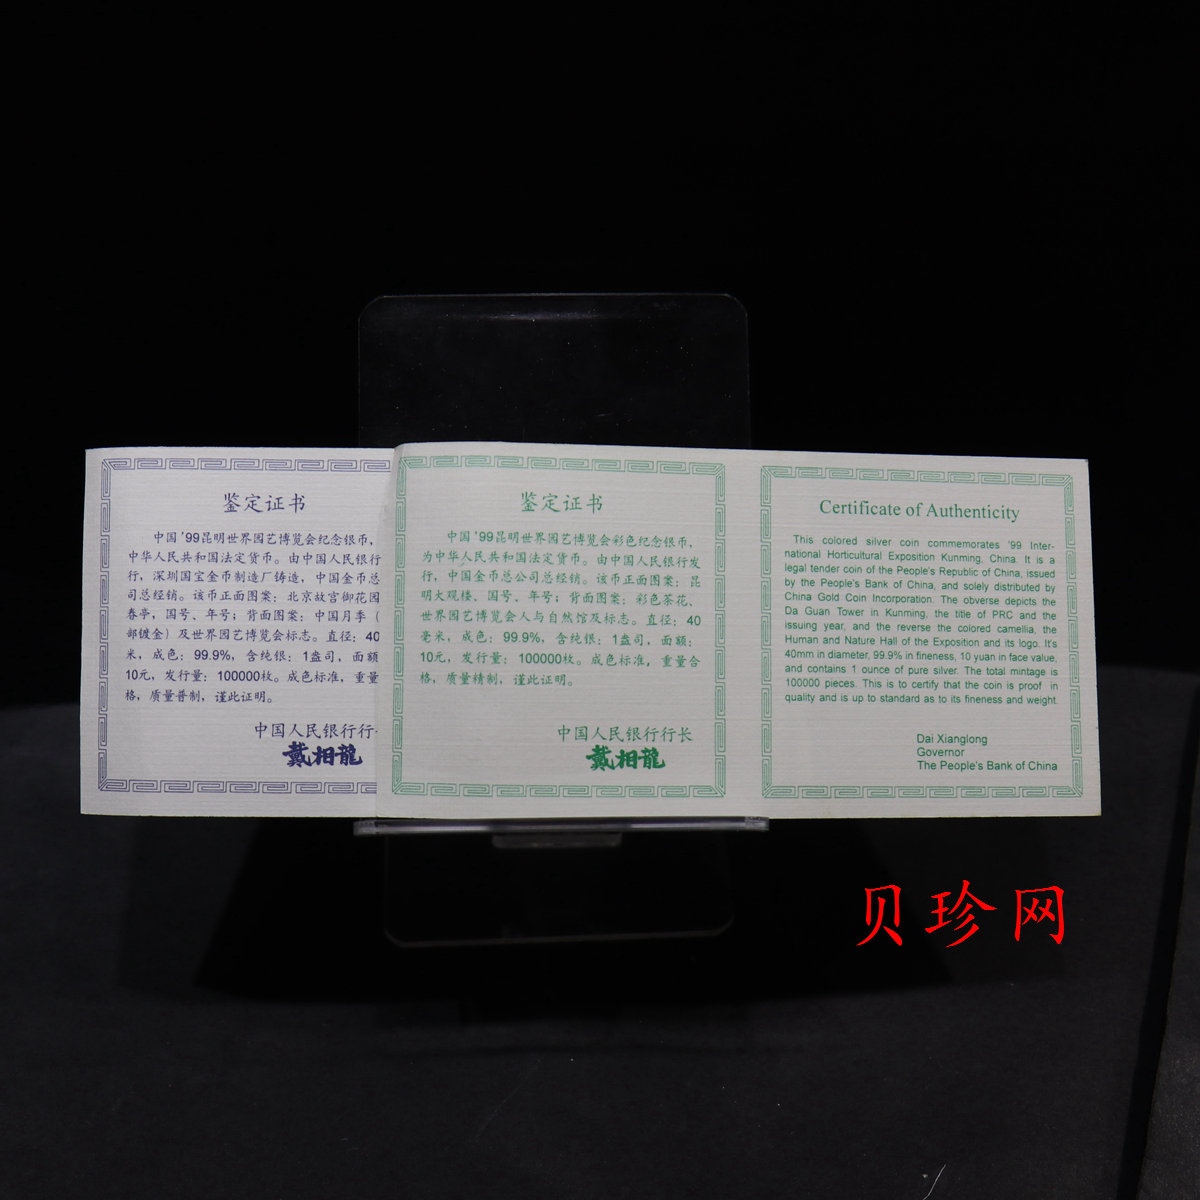 鉴定证书
中国'99昆明世界园艺博览会纪念银币，
中华人民共和国法定货币。由中国人民银行
行，深圳国宝金币制造厂铸造，中国金币总
司总经销。该币正面图案：北京故宫御花园
春亭，国号、年号；背面图案：中国月季（
部镀金）及世界园艺博览会标志。直径：40
米，成色：99.9%，含纯银：1盎司，面额
10元，发行量：100000枚。成色标准，重量
格，质量普制，谨此证明。
中国人民银行行
戴相龍
鉴定证书
中国'99昆明世界园艺博览会彩色纪念银币，
为中华人民共和国法定货币。由中国人民银行发
行，中国金币总公司总经销。该币正面图案：昆
明大观楼、国号、年号；背面图案：彩色茶花、
世界园艺博览会人与自然馆及标志。直径：40
毫米，成色：99.9%，含纯银：1盎司，面额：
10元，发行量：100000枚。成色标准，重量合
格，质量精制，谨此证明。
中国人民银行行长
戴相龍
Certificate of Authenticity
This colored silver coin commemorates '99 Inter-
national Horticultural Exposition Kunming, China. It is a
legal tender coin of the People's Republic of China, issued
by the People's Bank of China, and solely distributed by
China Gold Coin Incorporation. The obverse depicts the
Da Guan Tower in Kunming, the title of PRC and the
issuing year, and the reverse the colored camellia, the
Human and Nature Hall of the Exposition and its logo. It's
40mm in diameter, 99.9% in fineness, 10 yuan in face value,
and contains 1 ounce of pure silver. The total mintage is
100000 pieces. This is to certify that the coin is proof in
quality and is up to standard as to its fineness and weight.
Dai Xianglong
Governor
The People's Bank of China
贝珍网